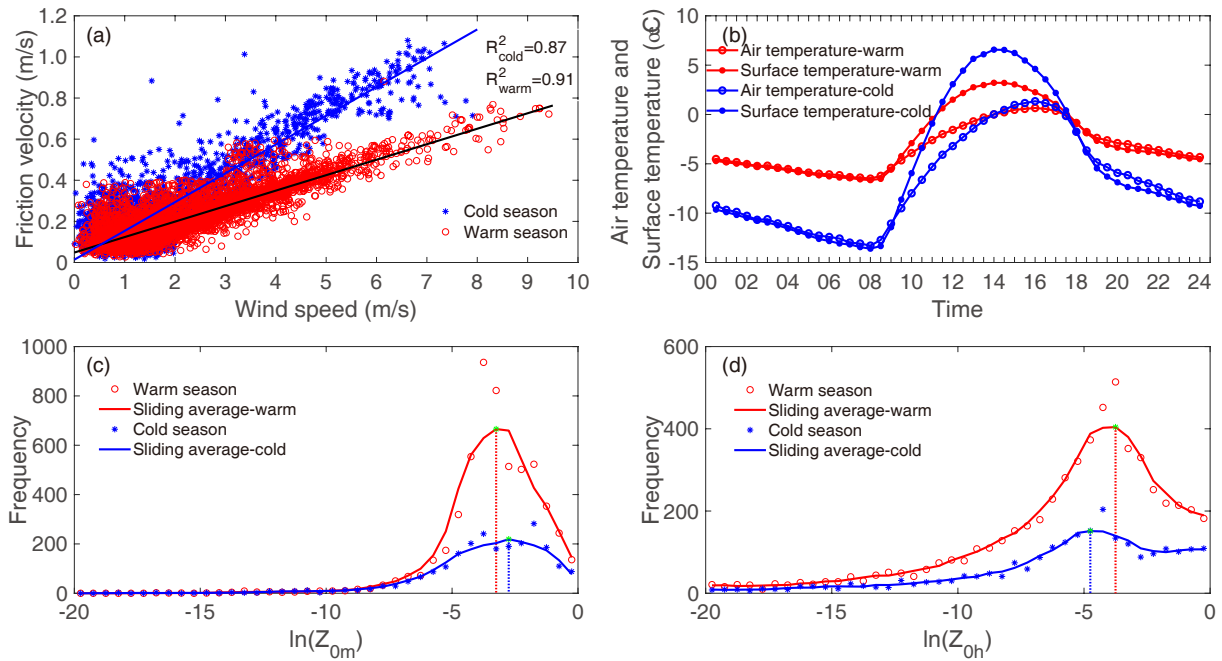 (a)
R²cold=0.87
R²warm=0.91
Cold season
Warm season
1.2
1.0
0.8
0.6
0.4
0.2
0
0 1 2 3 4 5 6 7 8 9 10
Friction velocity (m/s)
Wind speed (m/s)
(b)
Air temperature-warm
Surface temperature-warm
Air temperature-cold
Surface temperature-cold
10
5
0
-5
-10
-15
00 02 04 06 08 10 12 14 16 18 20 22 24
Air temperature and
Surface temperature (αC)
Time
(c)
Warm season
Sliding average-warm
Cold season
Sliding average-cold
1000
800
600
400
200
0
-20 -15 -10 -5 0
Frequency
ln(Z0m)
(d)
Warm season
Sliding average-warm
Cold season
Sliding average-cold
600
400
200
0
-20 -15 -10 -5 0
Frequency
ln(Z0h)